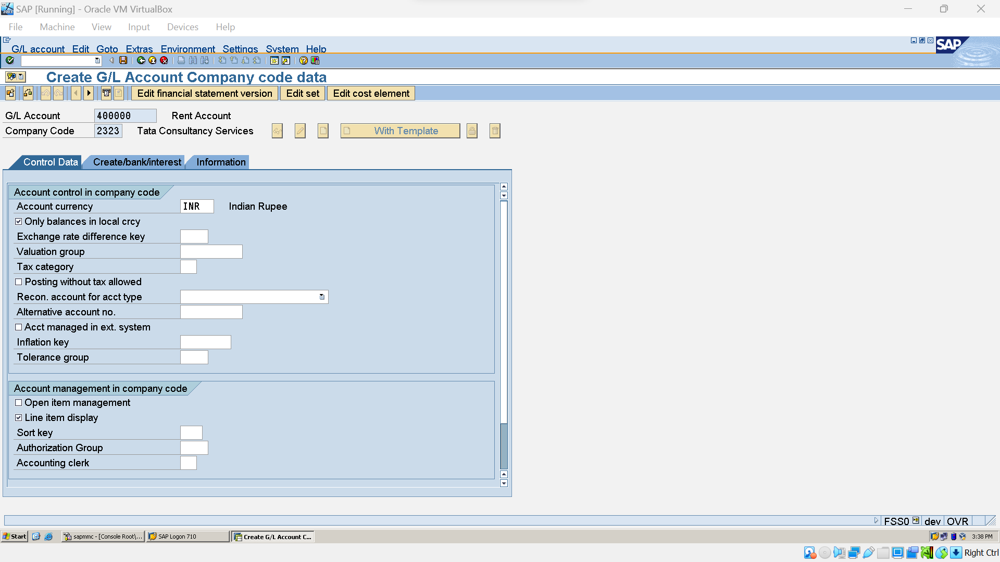 SAP [Running] - Oracle VM VirtualBox
File Machine View Input Devices Help
G/L account Edit Goto Extras Environment Settings System Help
SAP
Create G/L Account Company code data
Edit financial statement version Edit set Edit cost element
G/L Account 400000 Rent Account
Company Code 2323 Tata Consultancy Services With Template
Control Data Create/bank/interest Information
Account control in company code
Account currency INR Indian Rupee
Only balances in local crcy
Exchange rate difference key
Valuation group
Tax category
Posting without tax allowed
Recon. account for acct type
Alternative account no.
Acct managed in ext. system
Inflation key
Tolerance group
Account management in company code
Open item management
Line item display
Sort key
Authorization Group
Accounting clerk
FSS0 dev OVR
Start sapmmc - [Console Root\... SAP Logon 710 Create G/L Account C... 3:38 PM
Right Ctrl